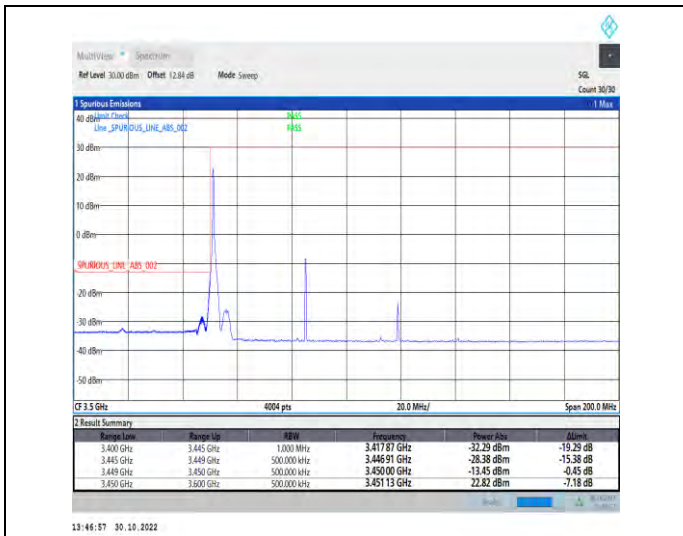 MultiView Spectrum
Ref Level 30.00 dBm Offset 12.84 dB Mode Sweep SGL
Count 30/30
1 Spurious Emissions 1 Max
40 dBm Limit Check PASS
Line _SPURIOUS_LINE_ABS_002 PASS
30 dBm
20 dBm
10 dBm
0 dBm
SPURIOUS_LINE_ABS_002
-20 dBm
-30 dBm
-40 dBm
-50 dBm
CF 3.5 GHz 4004 pts 20.0 MHz/ Span 200.0 MHz
2 Result Summary
Range Low Range Up RBW Frequency Power Abs ΔLimit
3.400 GHz 3.445 GHz 1.000 MHz 3.417 87 GHz -32.29 dBm -19.29 dB
3.445 GHz 3.449 GHz 500.000 kHz 3.446 91 GHz -28.38 dBm -15.38 dB
3.449 GHz 3.450 GHz 500.000 kHz 3.450 00 GHz -13.45 dBm -0.45 dB
3.450 GHz 3.600 GHz 500.000 kHz 3.451 13 GHz 22.82 dBm -7.18 dB
13:46:57 30.10.2022